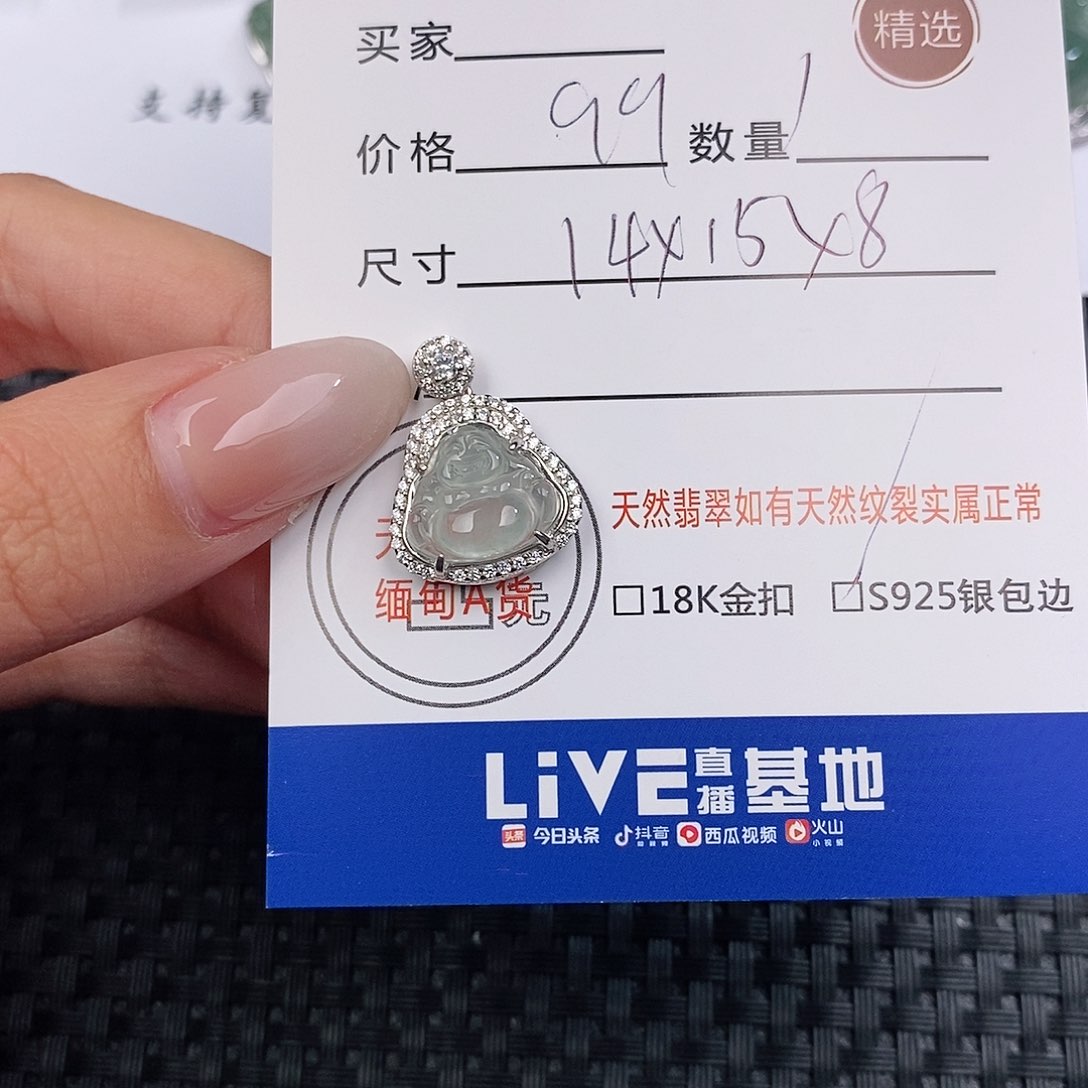 精选
买家
支持复
价格 99 数量 1
尺寸 14x15x8
天然翡翠如有天然纹裂实属正常
缅甸A货
□18K金扣 □S925银包边
LiVE直播基地
头条 今日头条 抖音 西瓜视频 火山
小视频